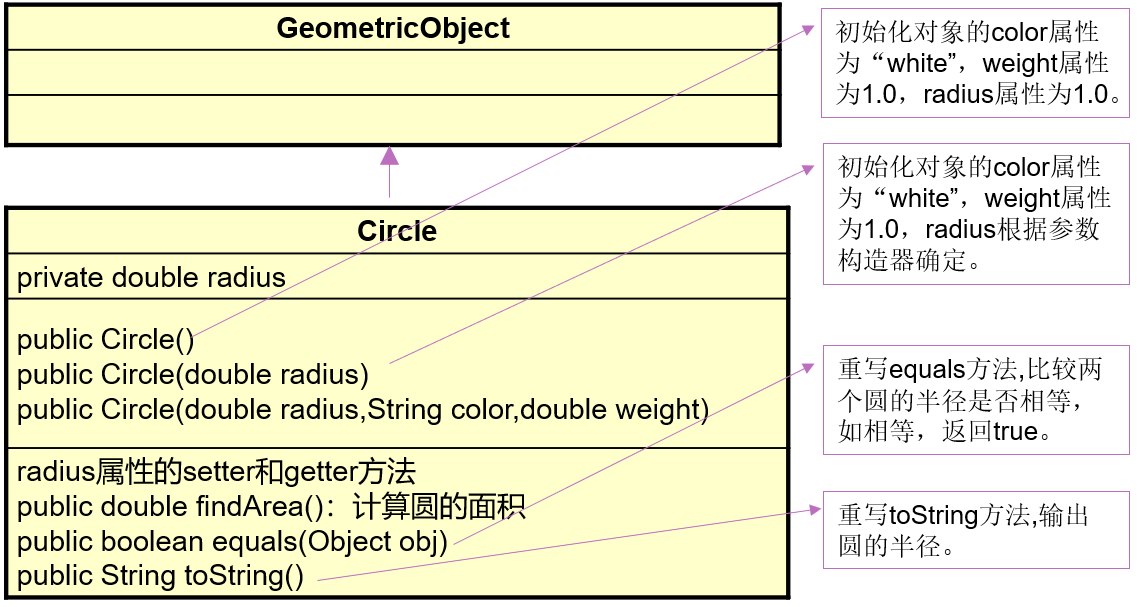 GeometricObject
Circle
private double radius
public Circle()
public Circle(double radius)
public Circle(double radius,String color,double weight)
radius属性的setter和getter方法
public double findArea()：计算圆的面积
public boolean equals(Object obj)
public String toString()
初始化对象的color属性
为“white”，weight属性
为1.0，radius属性为1.0。
初始化对象的color属性
为“white”，weight属性
为1.0，radius根据参数
构造器确定。
重写equals方法,比较两
个圆的半径是否相等，
如相等，返回true。
重写toString方法,输出
圆的半径。